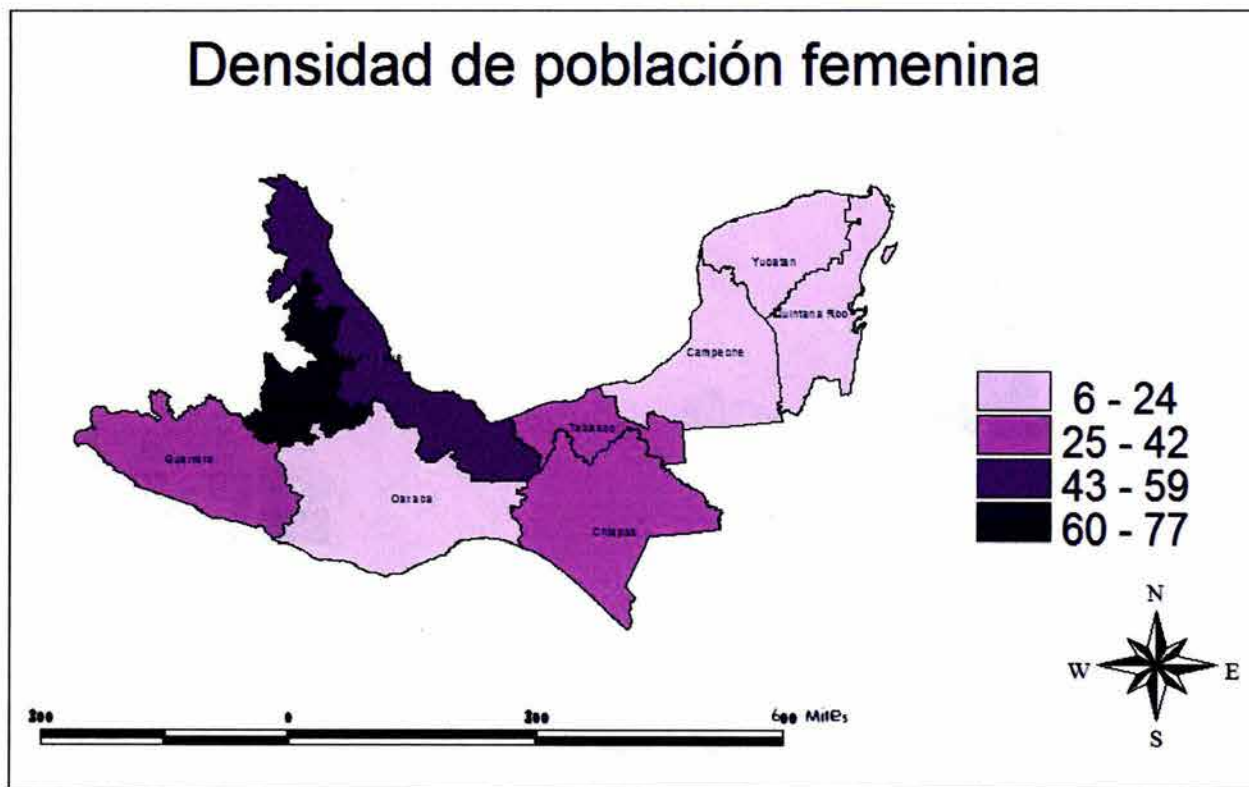 Densidad de población femenina
Yucatan
Quintana Roo
Campeche
Tabasco
Guerrero
Oaxaca
Chiapas
6 - 24
25 - 42
43 - 59
60 - 77
N
W E
S
300 0 300 600 Miles